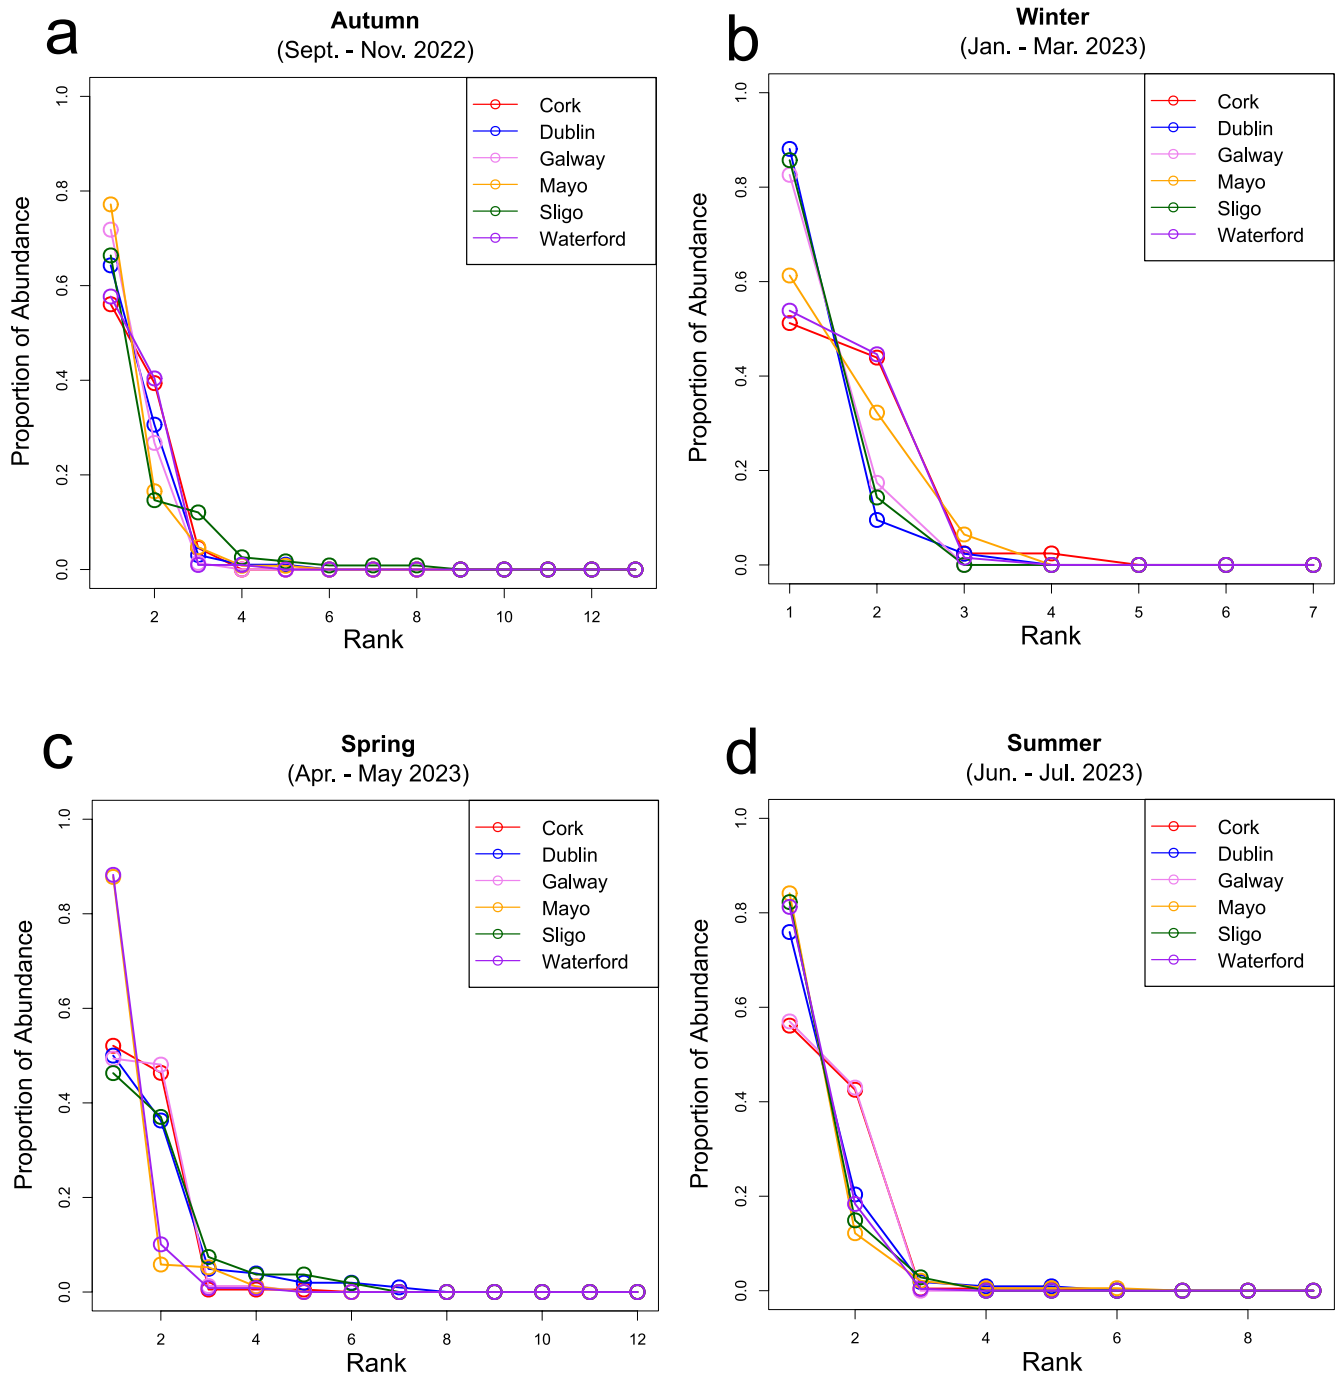 a
Autumn
(Sept. - Nov. 2022)
Proportion of Abundance
1.0
0.8
0.6
0.4
0.2
0.0
Cork
Dublin
Galway
Mayo
Sligo
Waterford
2
4
6
8
10
12
Rank
b
Winter
(Jan. - Mar. 2023)
Proportion of Abundance
1.0
0.8
0.6
0.4
0.2
0.0
Cork
Dublin
Galway
Mayo
Sligo
Waterford
1
2
3
4
5
6
7
Rank
c
Spring
(Apr. - May 2023)
Proportion of Abundance
1.0
0.8
0.6
0.4
0.2
0.0
Cork
Dublin
Galway
Mayo
Sligo
Waterford
2
4
6
8
10
12
Rank
d
Summer
(Jun. - Jul. 2023)
Proportion of Abundance
1.0
0.8
0.6
0.4
0.2
0.0
Cork
Dublin
Galway
Mayo
Sligo
Waterford
2
4
6
8
Rank